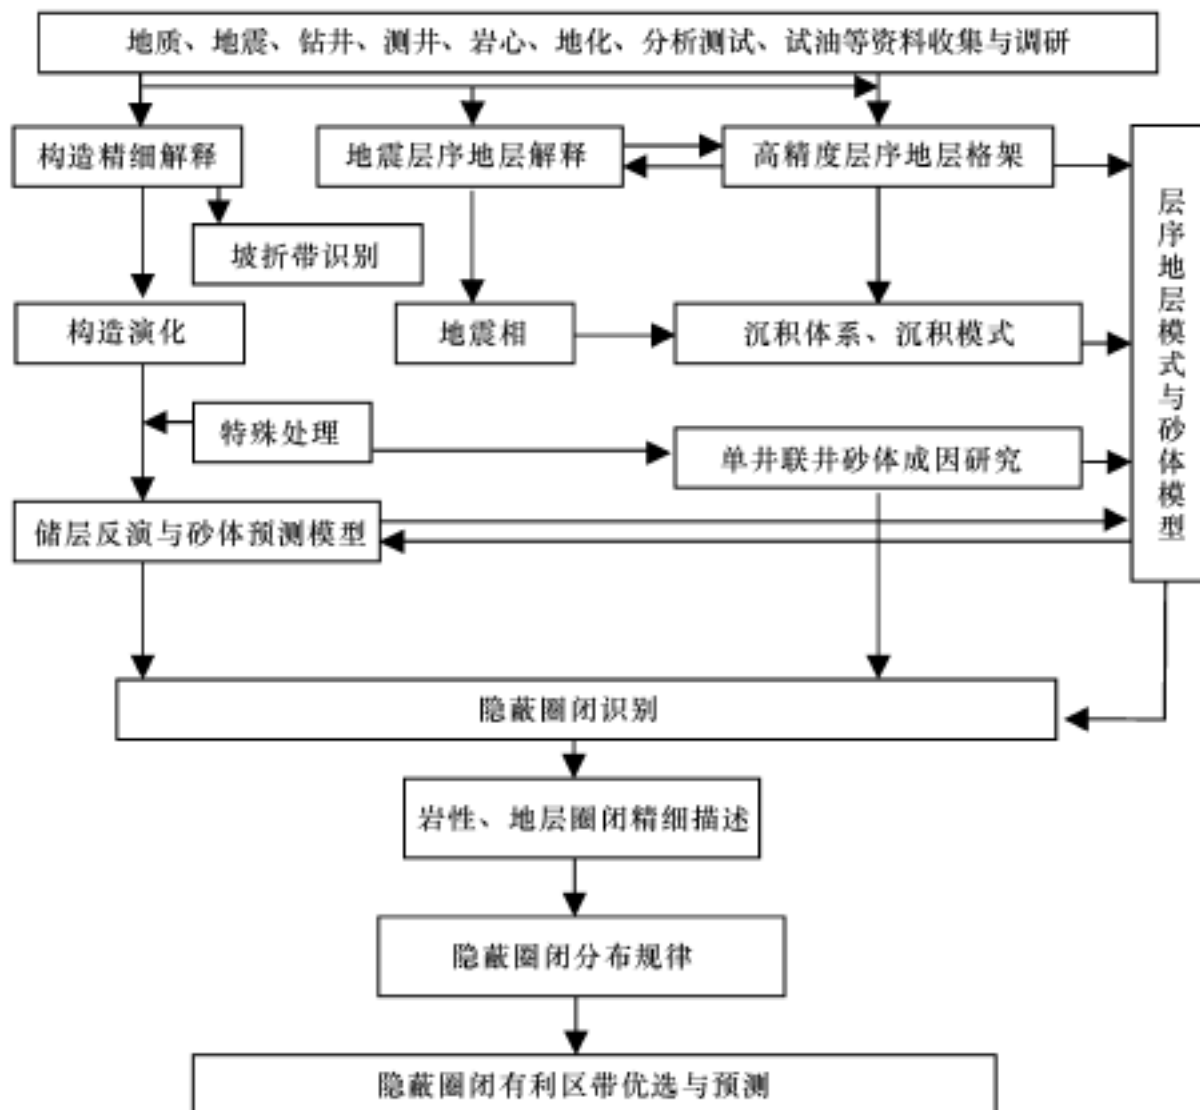 地质、地震、钻井、测井、岩心、地化、分析测试、试油等资料收集与调研
构造精细解释
地震层序地层解释
高精度层序地层格架
层序地层模式与砂体模型
坡折带识别
构造演化
地震相
沉积体系、沉积模式
特殊处理
单井联井砂体成因研究
储层反演与砂体预测模型
隐蔽圈闭识别
岩性、地层圈闭精细描述
隐蔽圈闭分布规律
隐蔽圈闭有利区带优选与预测